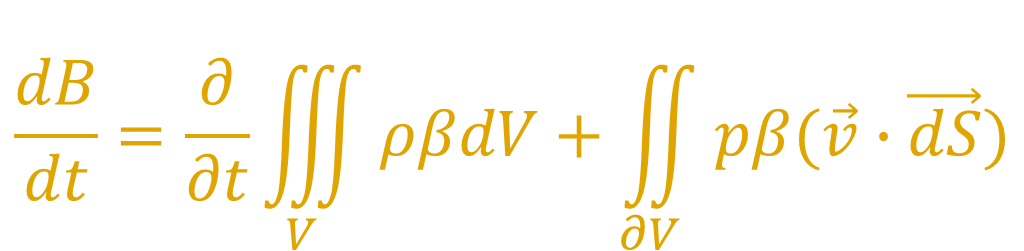 dB/dt = ∂/∂t ∭_V ρβdV + ∬_∂V pβ(v⃗ · dS⃗)